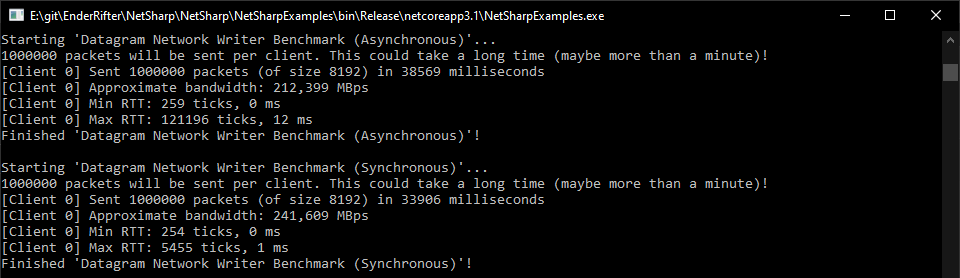 E:\git\EnderRifter\NetSharp\NetSharp\NetSharpExamples\bin\Release\netcoreapp3.1\NetSharpExamples.exe
Starting 'Datagram Network Writer Benchmark (Asynchronous)'...
1000000 packets will be sent per client. This could take a long time (maybe more than a minute)!
[Client 0] Sent 1000000 packets (of size 8192) in 38569 milliseconds
[Client 0] Approximate bandwidth: 212,399 MBps
[Client 0] Min RTT: 259 ticks, 0 ms
[Client 0] Max RTT: 121196 ticks, 12 ms
Finished 'Datagram Network Writer Benchmark (Asynchronous)'!
Starting 'Datagram Network Writer Benchmark (Synchronous)'...
1000000 packets will be sent per client. This could take a long time (maybe more than a minute)!
[Client 0] Sent 1000000 packets (of size 8192) in 33906 milliseconds
[Client 0] Approximate bandwidth: 241,609 MBps
[Client 0] Min RTT: 254 ticks, 0 ms
[Client 0] Max RTT: 5455 ticks, 1 ms
Finished 'Datagram Network Writer Benchmark (Synchronous)'!